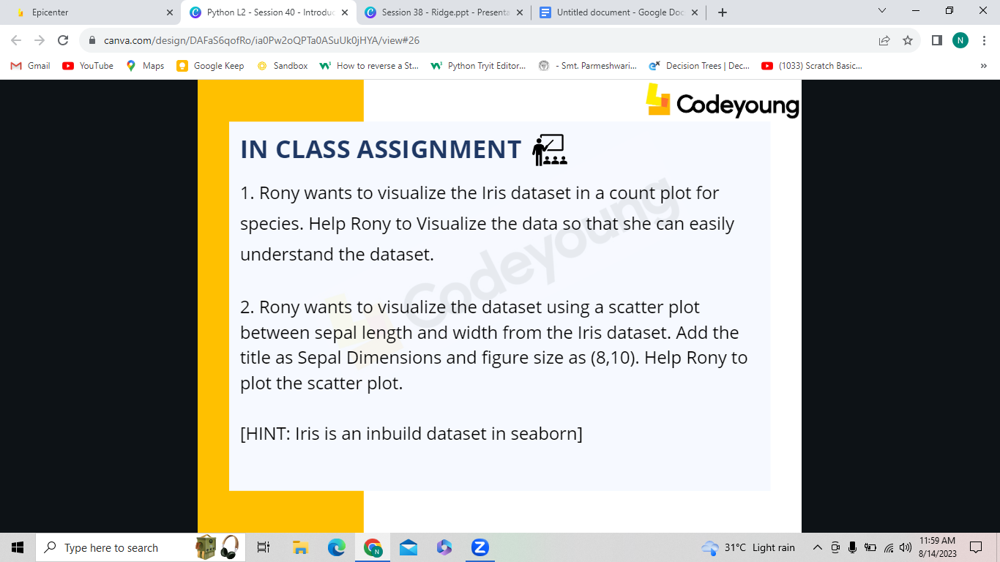 Epicenter
Python L2 - Session 40 - Introduc
Session 38 - Ridge.ppt - Presenta
Untitled document - Google Doc
canva.com/design/DAFaS6qofRo/ia0Pw2oQPTa0ASuUk0jHYA/view#26
N
Gmail
YouTube
Maps
Google Keep
Sandbox
How to reverse a St...
Python Tryit Editor...
- Smt. Parmeshwari...
Decision Trees | Dec...
(1033) Scratch Basic...
Codeyoung
IN CLASS ASSIGNMENT
1. Rony wants to visualize the Iris dataset in a count plot for
species. Help Rony to Visualize the data so that she can easily
understand the dataset.
Codeyoung
2. Rony wants to visualize the dataset using a scatter plot
between sepal length and width from the Iris dataset. Add the
title as Sepal Dimensions and figure size as (8,10). Help Rony to
plot the scatter plot.
[HINT: Iris is an inbuild dataset in seaborn]
Type here to search
31°C Light rain
11:59 AM
8/14/2023